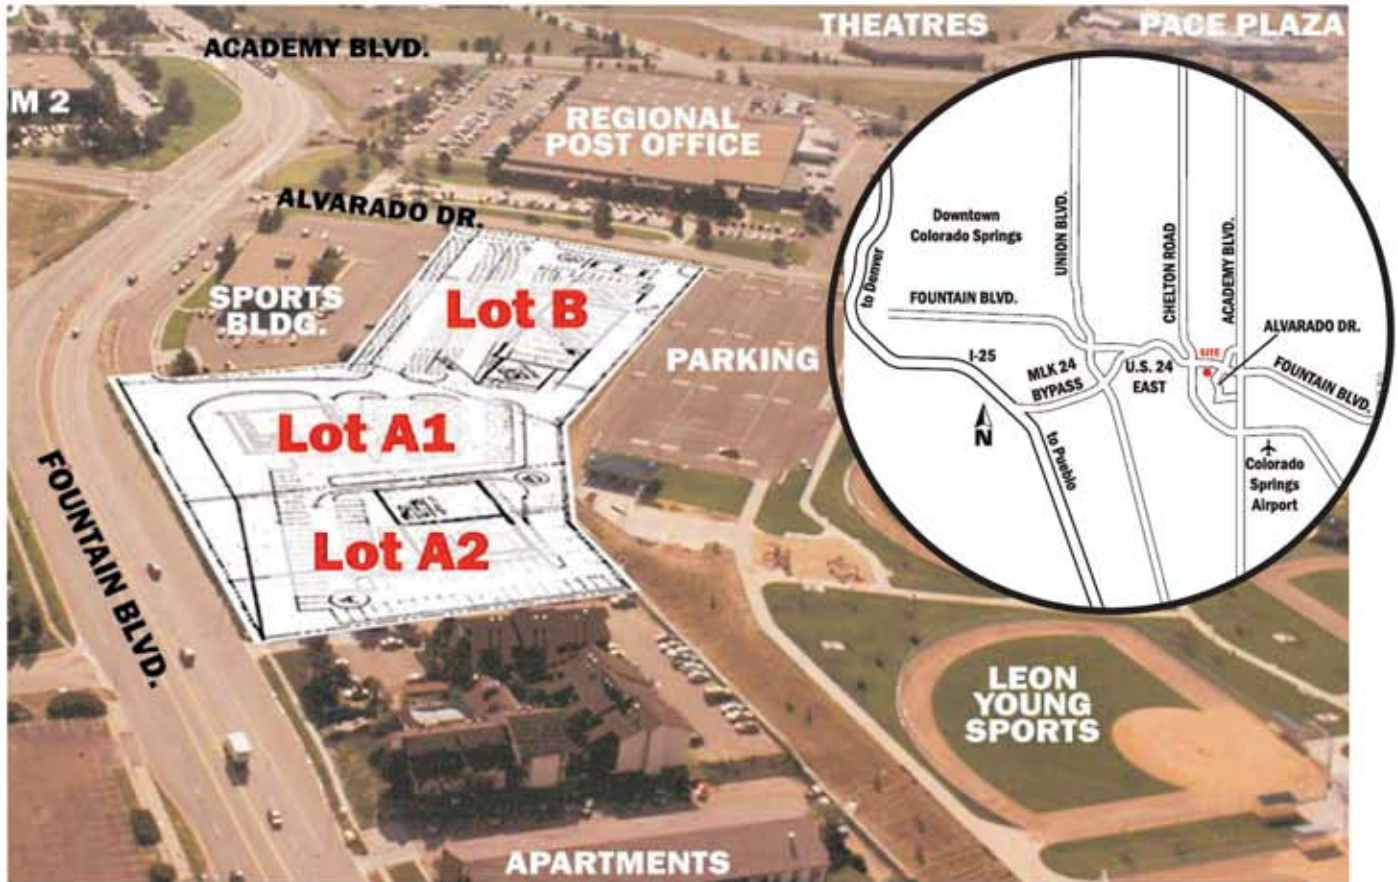 THEATRES
PACE PLAZA
ACADEMY BLVD.
M 2
REGIONAL
POST OFFICE
ALVARADO DR.
SPORTS
BLDG.
Lot B
PARKING
Lot A1
Lot A2
FOUNTAIN BLVD.
LEON
YOUNG
SPORTS
APARTMENTS
Downtown
Colorado Springs
to Denver
UNION BLVD.
CHELTON ROAD
ACADEMY BLVD.
FOUNTAIN BLVD.
ALVARADO DR.
I-25
MLK 24
BYPASS
U.S. 24
EAST
SITE
FOUNTAIN BLVD.
N
to Pueblo
Colorado
Springs
Airport